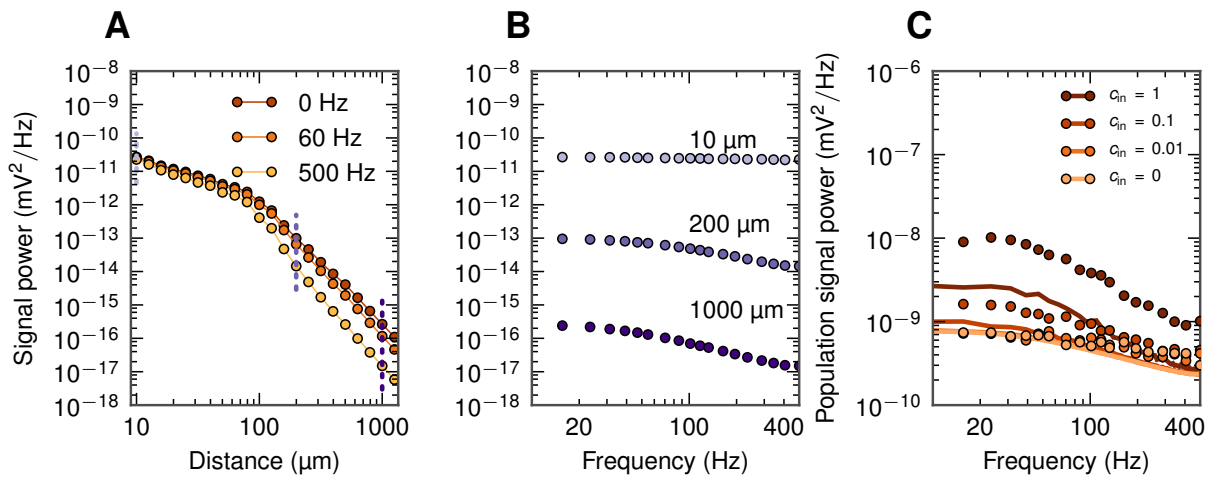 A
B
C
Signal power (mV²/Hz)
10⁻⁸
10⁻⁹
10⁻¹⁰
10⁻¹¹
10⁻¹²
10⁻¹³
10⁻¹⁴
10⁻¹⁵
10⁻¹⁶
10⁻¹⁷
10⁻¹⁸
0 Hz
60 Hz
500 Hz
10
100
1000
Distance (μm)
10⁻⁸
10⁻⁹
10⁻¹⁰
10⁻¹¹
10⁻¹²
10⁻¹³
10⁻¹⁴
10⁻¹⁵
10⁻¹⁶
10⁻¹⁷
10⁻¹⁸
10 μm
200 μm
1000 μm
20
100
400
Frequency (Hz)
Population signal power (mV²/Hz)
10⁻⁶
10⁻⁷
10⁻⁸
10⁻⁹
10⁻¹⁰
c_in = 1
c_in = 0.1
c_in = 0.01
c_in = 0
20
100
400
Frequency (Hz)